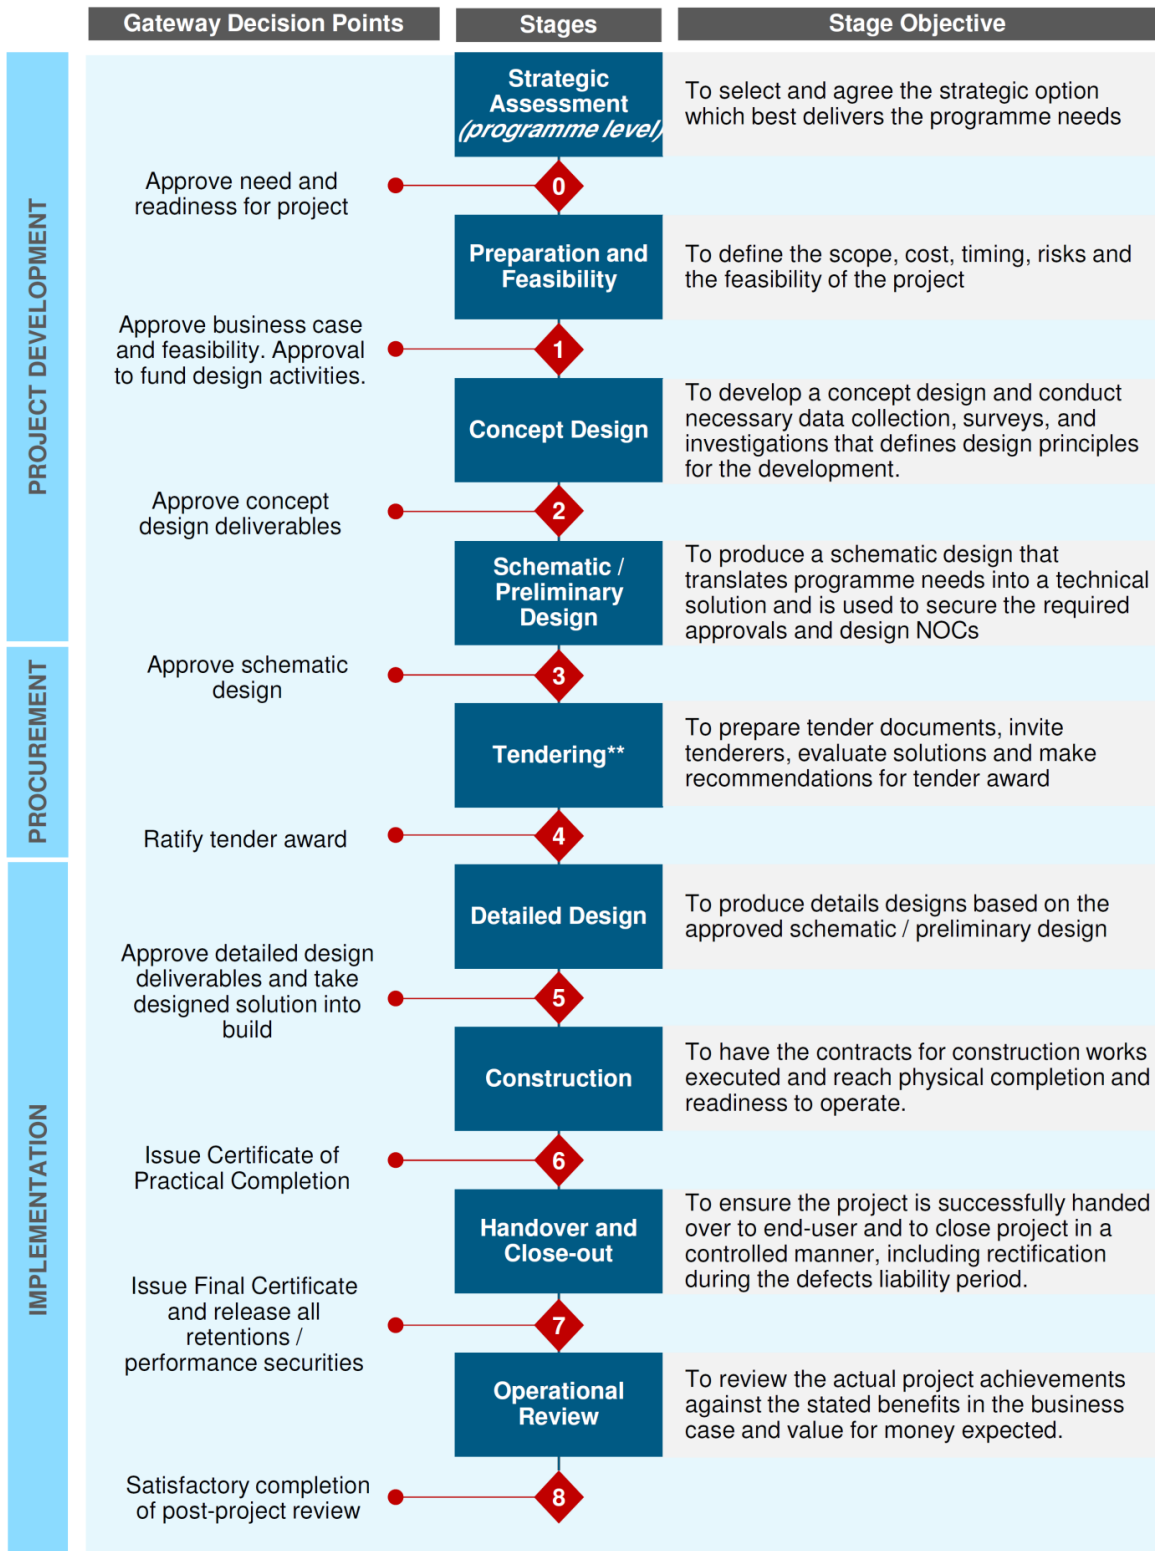 Gateway Decision Points
Stages
Stage Objective
PROJECT DEVELOPMENT
Strategic
Assessment
(programme level)
To select and agree the strategic option
which best delivers the programme needs
Approve need and
readiness for project
0
Preparation and
Feasibility
To define the scope, cost, timing, risks and
the feasibility of the project
Approve business case
and feasibility. Approval
to fund design activities.
1
Concept Design
To develop a concept design and conduct
necessary data collection, surveys, and
investigations that defines design principles
for the development.
Approve concept
design deliverables
2
Schematic /
Preliminary
Design
To produce a schematic design that
translates programme needs into a technical
solution and is used to secure the required
approvals and design NOCs
PROCUREMENT
Approve schematic
design
3
Tendering**
To prepare tender documents, invite
tenderers, evaluate solutions and make
recommendations for tender award
Ratify tender award
4
IMPLEMENTATION
Detailed Design
To produce details designs based on the
approved schematic / preliminary design
Approve detailed design
deliverables and take
designed solution into
build
5
Construction
To have the contracts for construction works
executed and reach physical completion and
readiness to operate.
Issue Certificate of
Practical Completion
6
Handover and
Close-out
To ensure the project is successfully handed
over to end-user and to close project in a
controlled manner, including rectification
during the defects liability period.
Issue Final Certificate
and release all
retentions /
performance securities
7
Operational
Review
To review the actual project achievements
against the stated benefits in the business
case and value for money expected.
Satisfactory completion
of post-project review
8